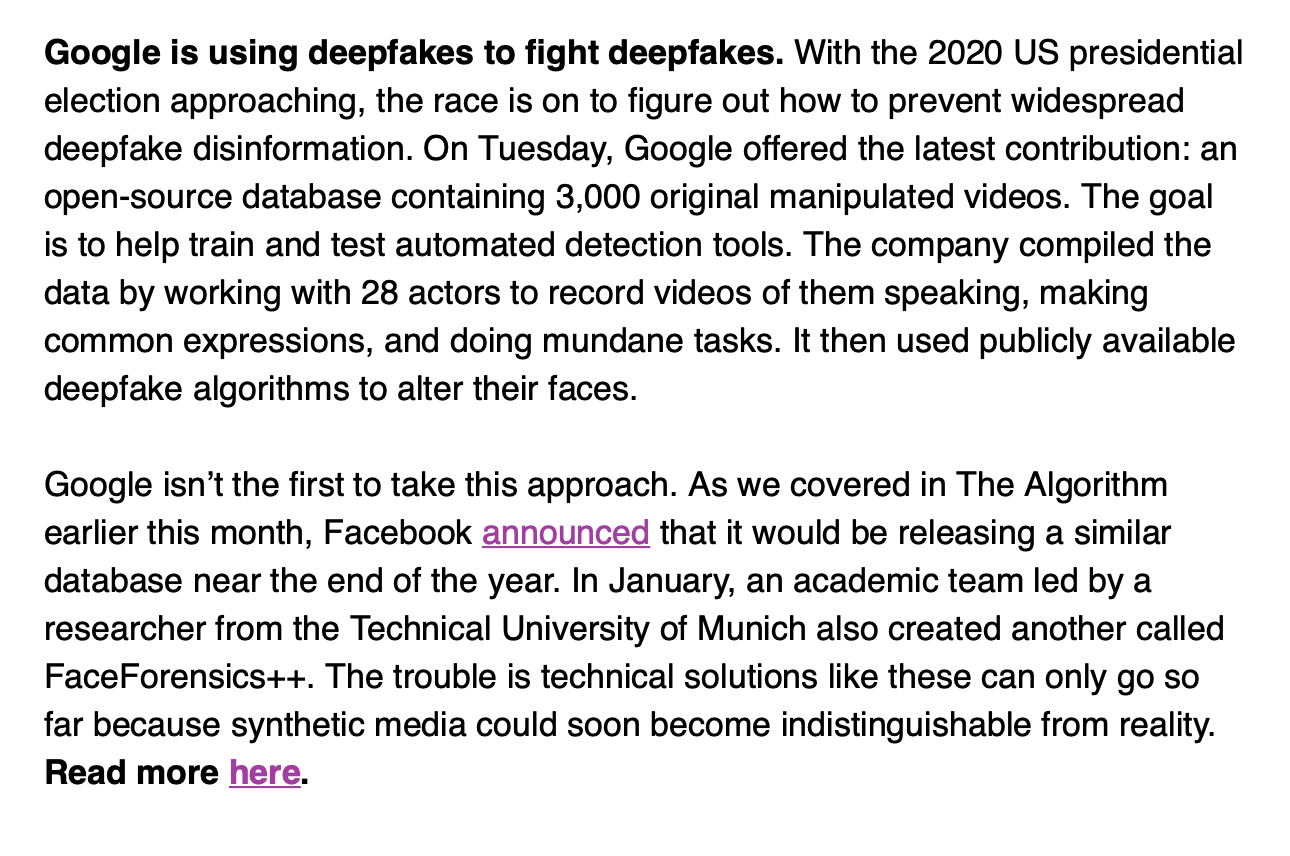 Google is using deepfakes to fight deepfakes. With the 2020 US presidential
election approaching, the race is on to figure out how to prevent widespread
deepfake disinformation. On Tuesday, Google offered the latest contribution: an
open-source database containing 3,000 original manipulated videos. The goal
is to help train and test automated detection tools. The company compiled the
data by working with 28 actors to record videos of them speaking, making
common expressions, and doing mundane tasks. It then used publicly available
deepfake algorithms to alter their faces.
Google isn’t the first to take this approach. As we covered in The Algorithm
earlier this month, Facebook announced that it would be releasing a similar
database near the end of the year. In January, an academic team led by a
researcher from the Technical University of Munich also created another called
FaceForensics++. The trouble is technical solutions like these can only go so
far because synthetic media could soon become indistinguishable from reality.
Read more here.